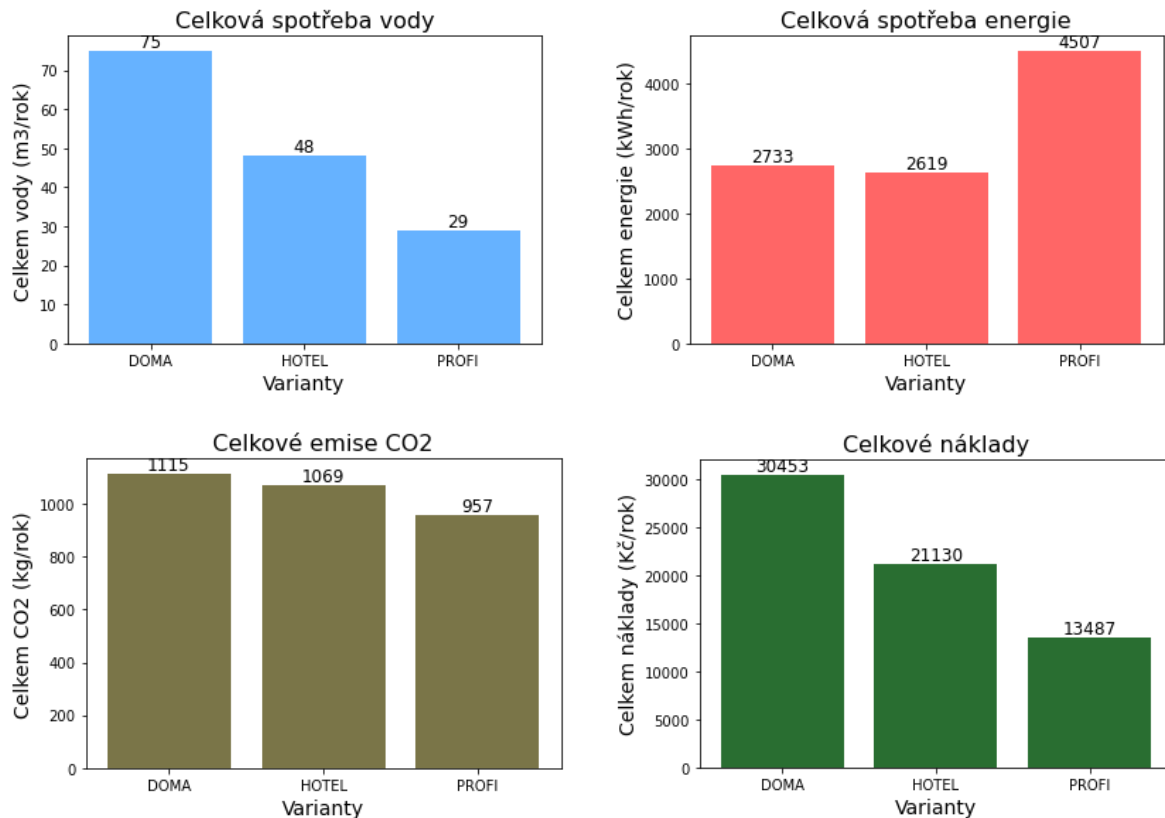 Celková spotřeba vody
Celkem vody (m3/rok)
70
60
50
40
30
20
10
0
75
48
29
DOMA HOTEL PROFI
Varianty
Celková spotřeba energie
Celkem energie (kWh/rok)
4000
3000
2000
1000
0
2733
2619
4507
DOMA HOTEL PROFI
Varianty
Celkové emise CO2
Celkem CO2 (kg/rok)
1000
800
600
400
200
0
1115
1069
957
DOMA HOTEL PROFI
Varianty
Celkové náklady
Celkem náklady (Kč/rok)
30000
25000
20000
15000
10000
5000
0
30453
21130
13487
DOMA HOTEL PROFI
Varianty